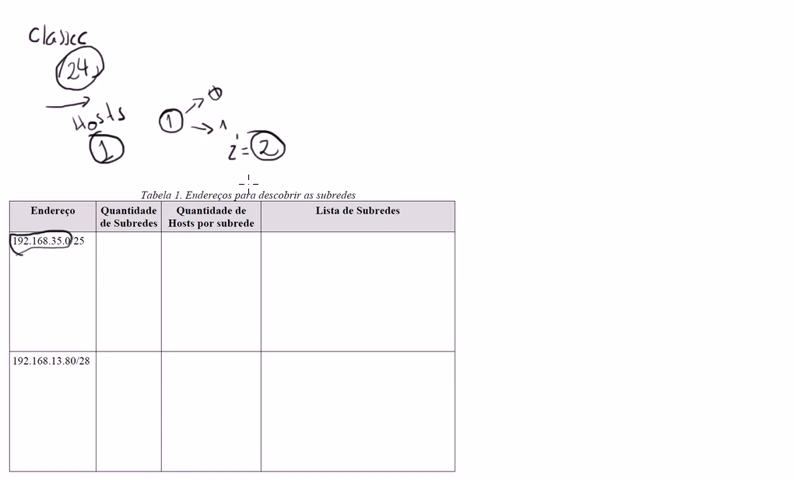 Classe C
/24
Hosts
1
1 0
1
2¹=2
Tabela 1. Endereços para descobrir as subredes
Endereço Quantidade de Subredes Quantidade de Hosts por subrede Lista de Subredes
192.168.35.0/25
192.168.13.80/28